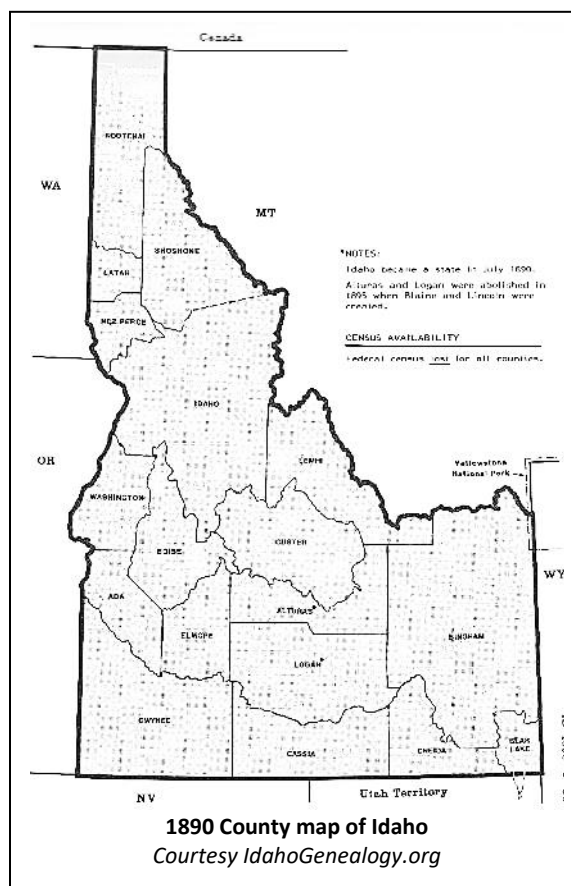 Canada
KOOTENAI
WA
MT
SHOSHONE
*NOTES:
Idaho became a state in July 1890.
Alturas and Logan were abolished in
1895 when Blaine and Lincoln were
created.
LATAH
NEZ PERCE
CENSUS AVAILABILITY
Federal census lost for all counties.
IDAHO
OR
LEMHI
Yellowstone
National Park
WASHINGTON
CUSTER
BOISE
WY
ADA
ALTURAS*
ELMORE
BINGHAM
LOGAN*
OWYHEE
CASSIA
ONEIDA
BEAR
LAKE
NV
Utah Territory
1890 County map of Idaho
Courtesy IdahoGenealogy.org